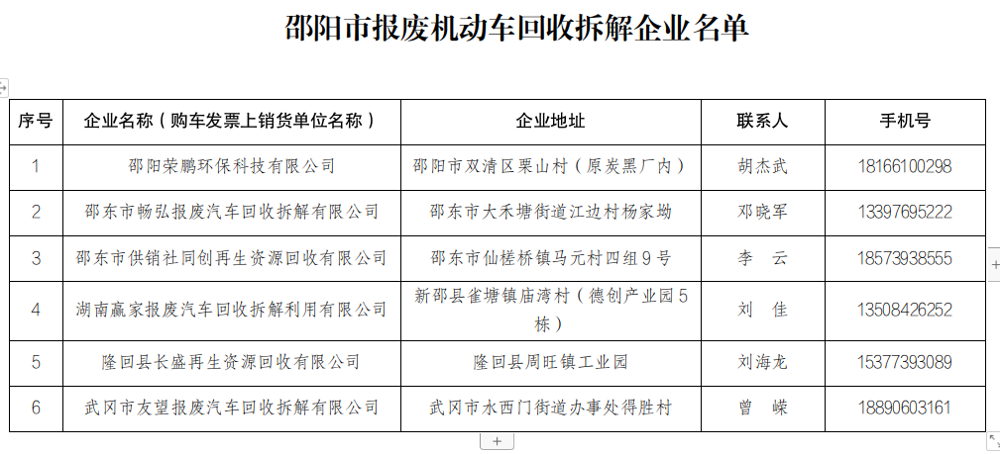 邵阳市报废机动车回收拆解企业名单
序号 企业名称（购车发票上销货单位名称） 企业地址 联系人 手机号
1 邵阳荣鹏环保科技有限公司 邵阳市双清区栗山村（原炭黑厂内） 胡杰武 18166100298
2 邵东市畅弘报废汽车回收拆解有限公司 邵东市大禾塘街道江边村杨家坳 邓晓军 13397695222
3 邵东市供销社同创再生资源回收有限公司 邵东市仙槎桥镇马元村四组9号 李 云 18573938555
4 湖南赢家报废汽车回收拆解利用有限公司 新邵县雀塘镇庙湾村（德创产业园5
栋） 刘 佳 13508426252
5 隆回县长盛再生资源回收有限公司 隆回县周旺镇工业园 刘海龙 15377393089
6 武冈市友望报废汽车回收拆解有限公司 武冈市水西门街道办事处得胜村 曾 嵘 18890603161